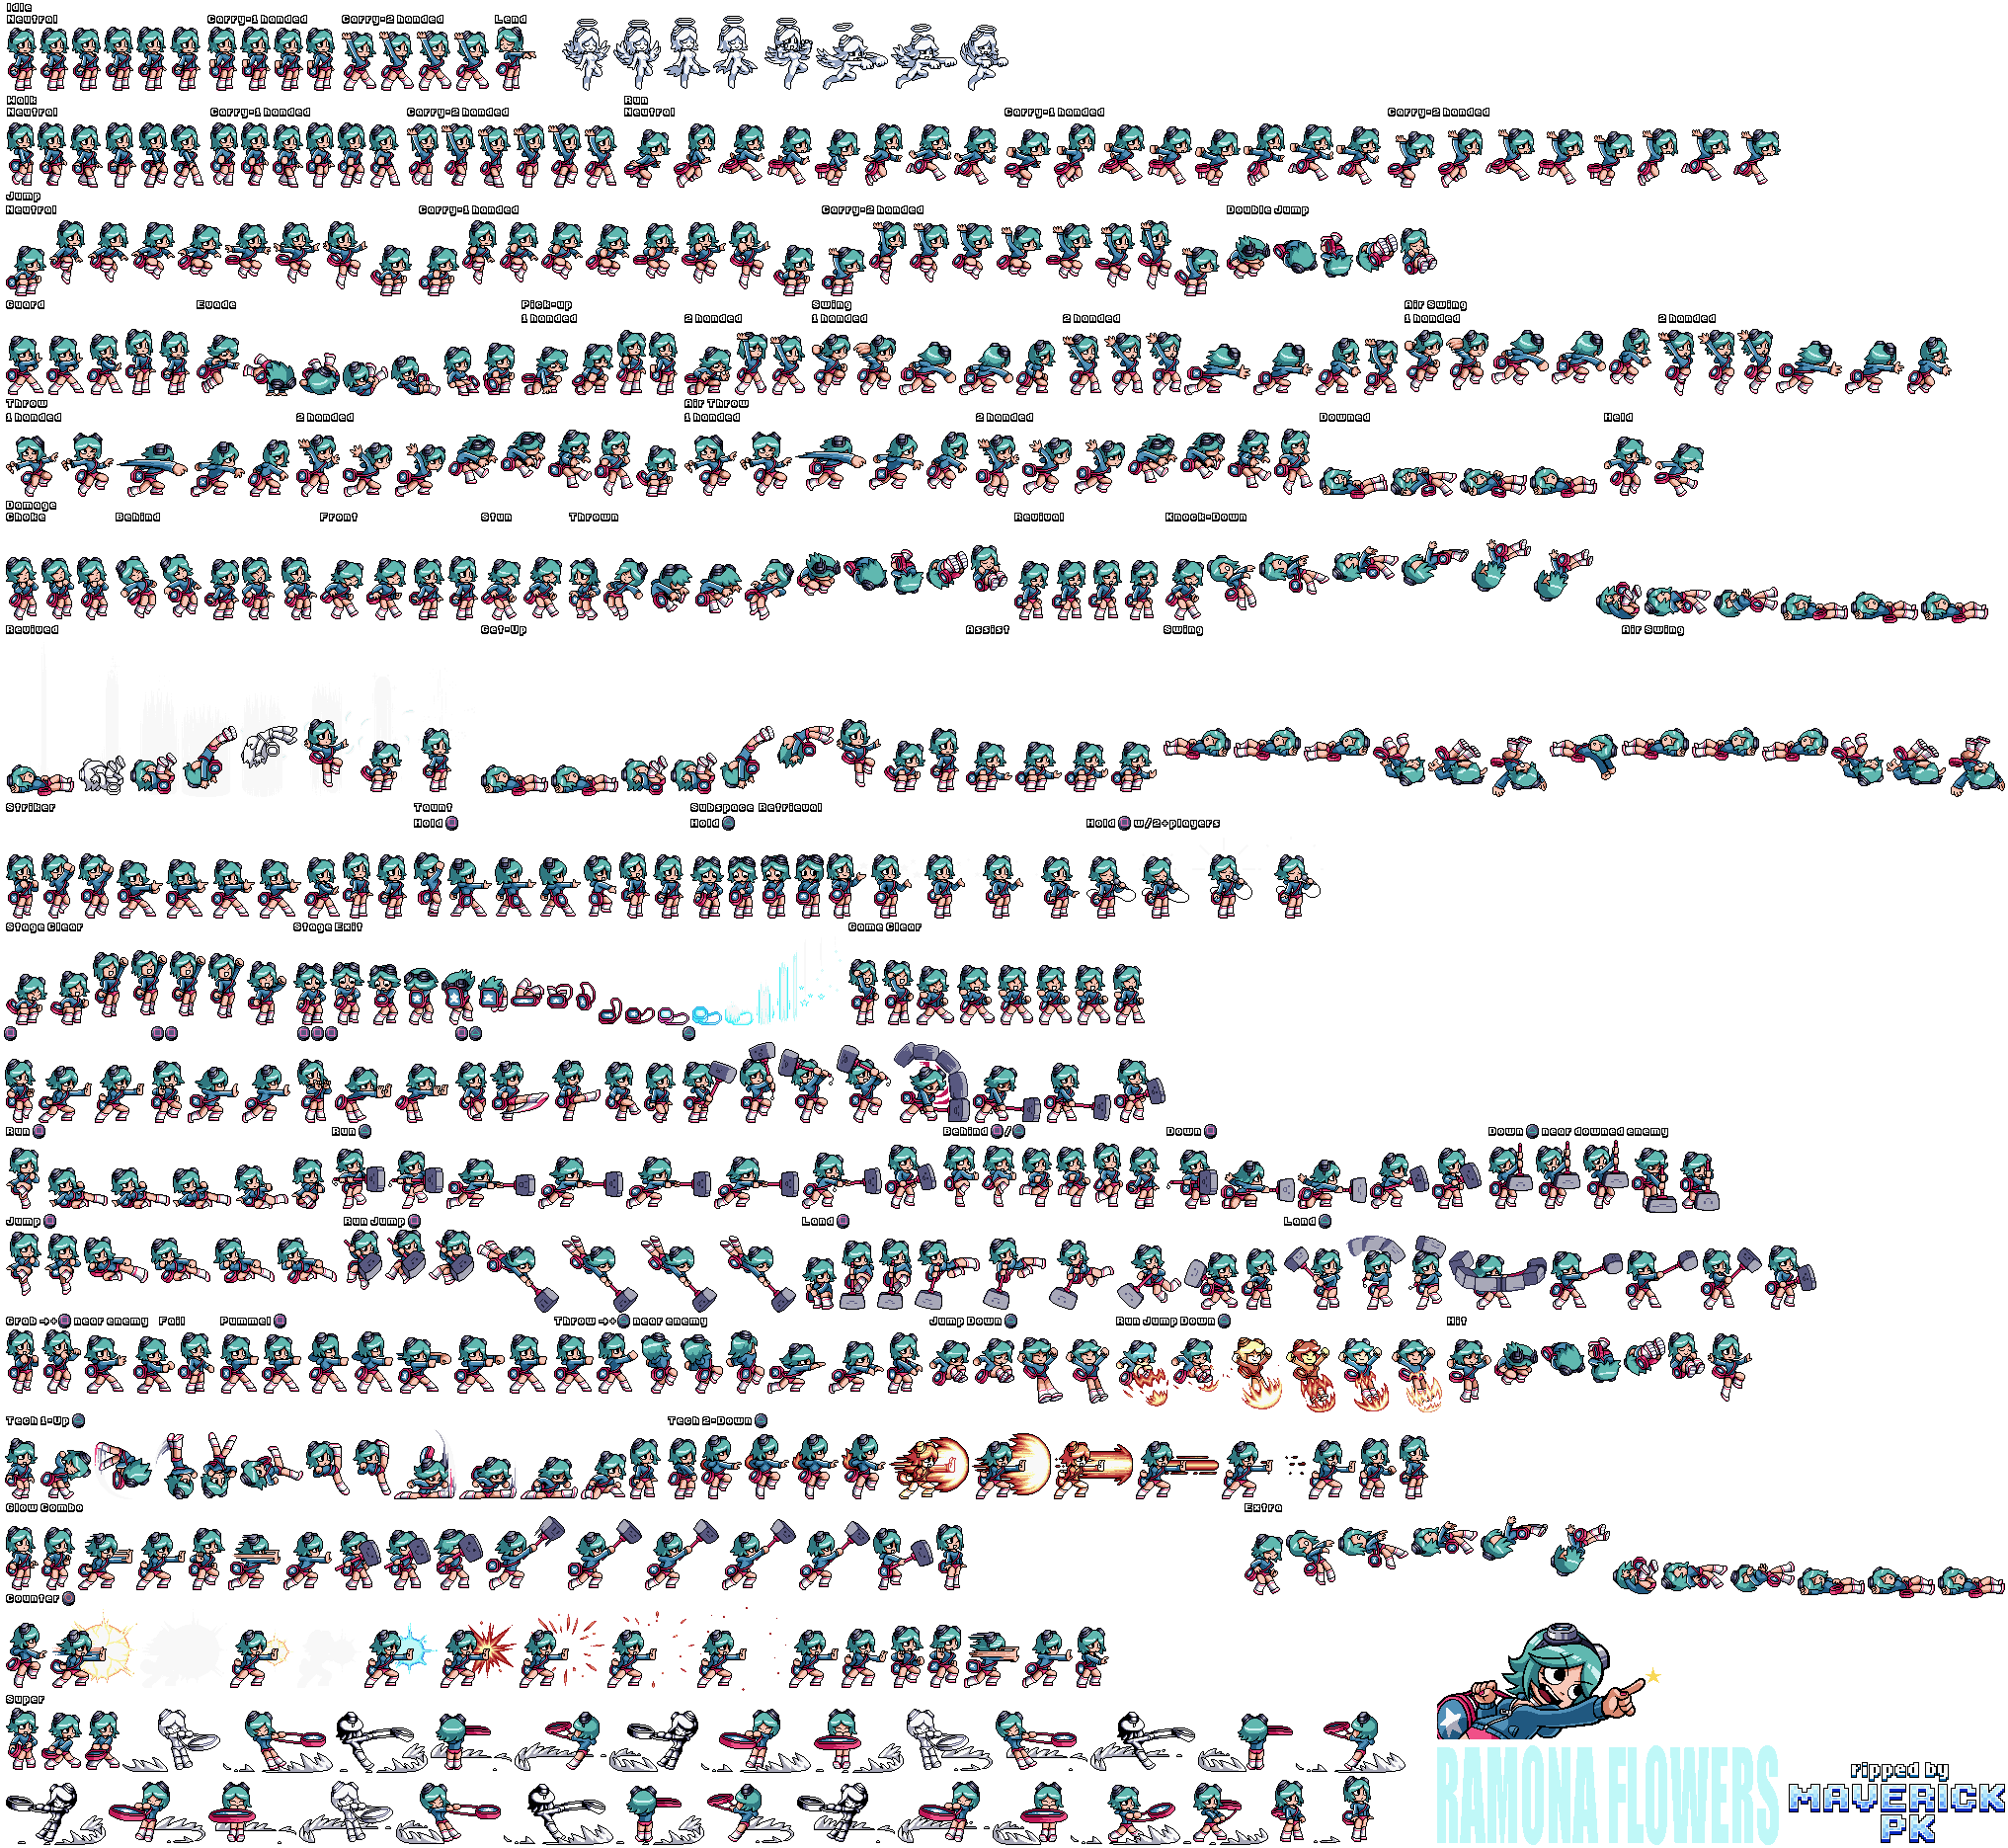 Idle
Neutral Carry-1 handed Carry-2 handed Lend
Walk Run
Neutral Carry-1 handed Carry-2 handed Neutral Carry-1 handed Carry-2 handed
Jump
Neutral Carry-1 handed Carry-2 handed Double Jump
Guard Evade Pick-up Swing Air Swing
1 handed 2 handed 1 handed 2 handed 1 handed 2 handed
Throw Air Throw
1 handed 2 handed 1 handed 2 handed Downed Held
Damage
Choke Behind Front Stun Thrown Revival Knock-Down
Revived Get-Up Assist Swing Air Swing
Striker Taunt Subspace Retrieval
Hold Hold Hold w/2+players
Stage Clear Stage Exit Game Clear
Run Run Behind / Down Down near downed enemy
Jump Run Jump Land Land
Grab →+ near enemy Fail Pummel Throw →+ near enemy Jump Down Run Jump Down Hit
Tech 1-Up Tech 2-Down
Glow Combo Extra
Counter
Super
RAMONA FLOWERS
ripped by
MAVERICK
PK